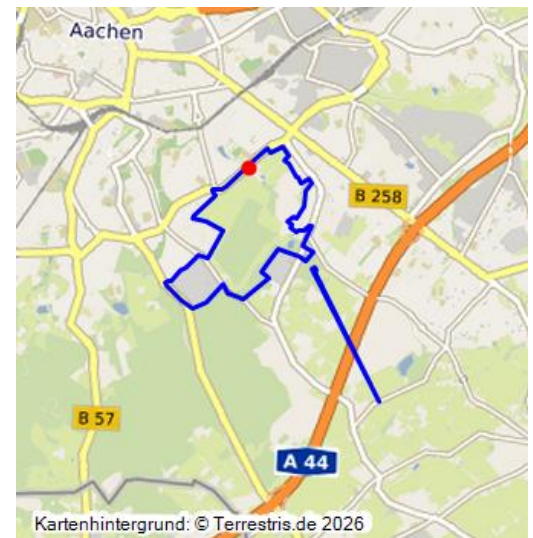 Aachen
B 258
B 57
A 44
Kartenhintergrund: © Terrestris.de 2026